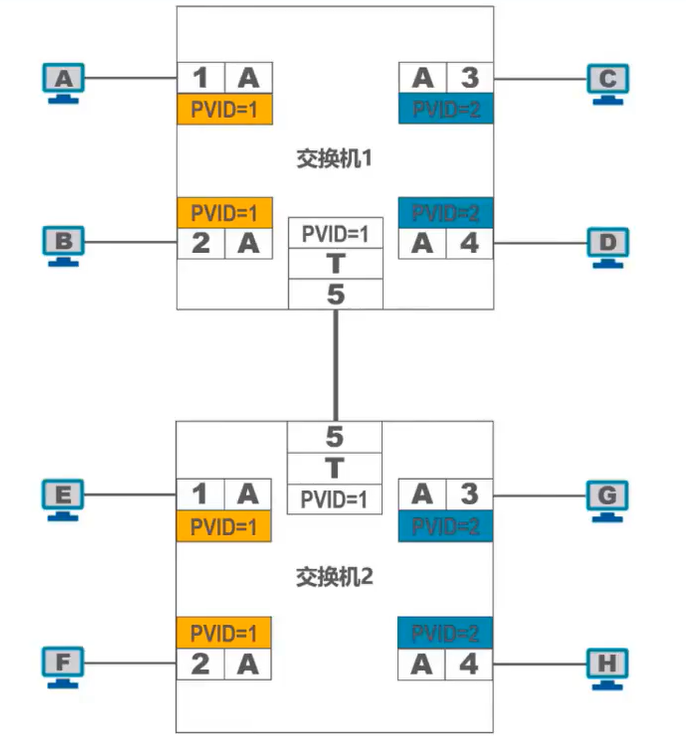 A 1 A A 3 C
PVID=1 PVID=2
交换机1
PVID=1 PVID=2
B 2 A A 4 D
PVID=1
T
5
5
T
PVID=1
E 1 A A 3 G
PVID=1 PVID=2
交换机2
PVID=1 PVID=2
F 2 A A 4 H